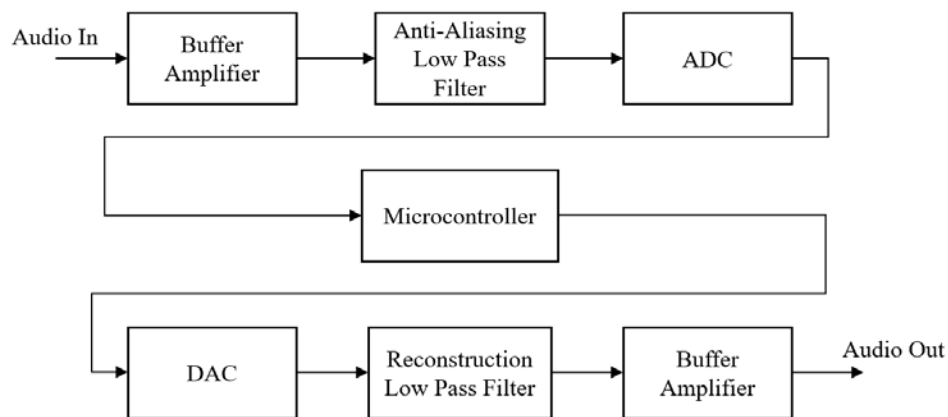 Audio In
Buffer
Amplifier
Anti-Aliasing
Low Pass
Filter
ADC
Microcontroller
DAC
Reconstruction
Low Pass Filter
Buffer
Amplifier
Audio Out